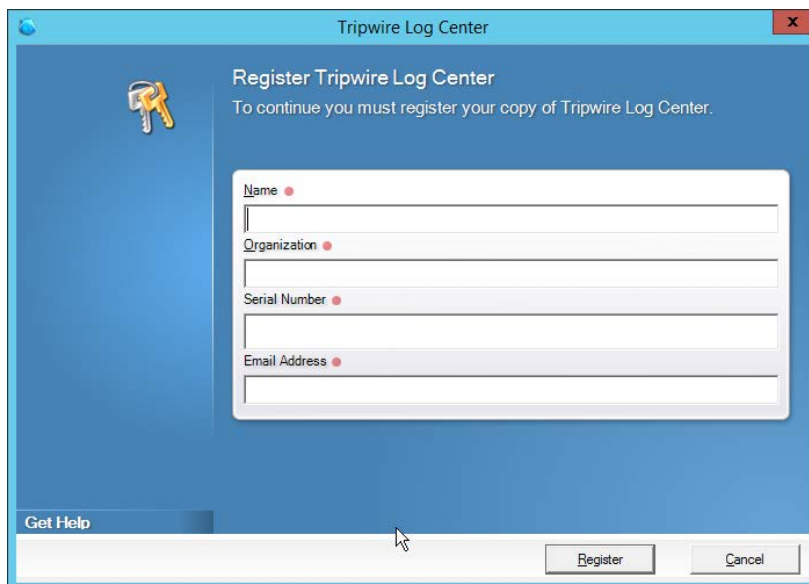 Tripwire Log Center
x
Register Tripwire Log Center
To continue you must register your copy of Tripwire Log Center.
Name
Organization
Serial Number
Email Address
Get Help
Register
Cancel